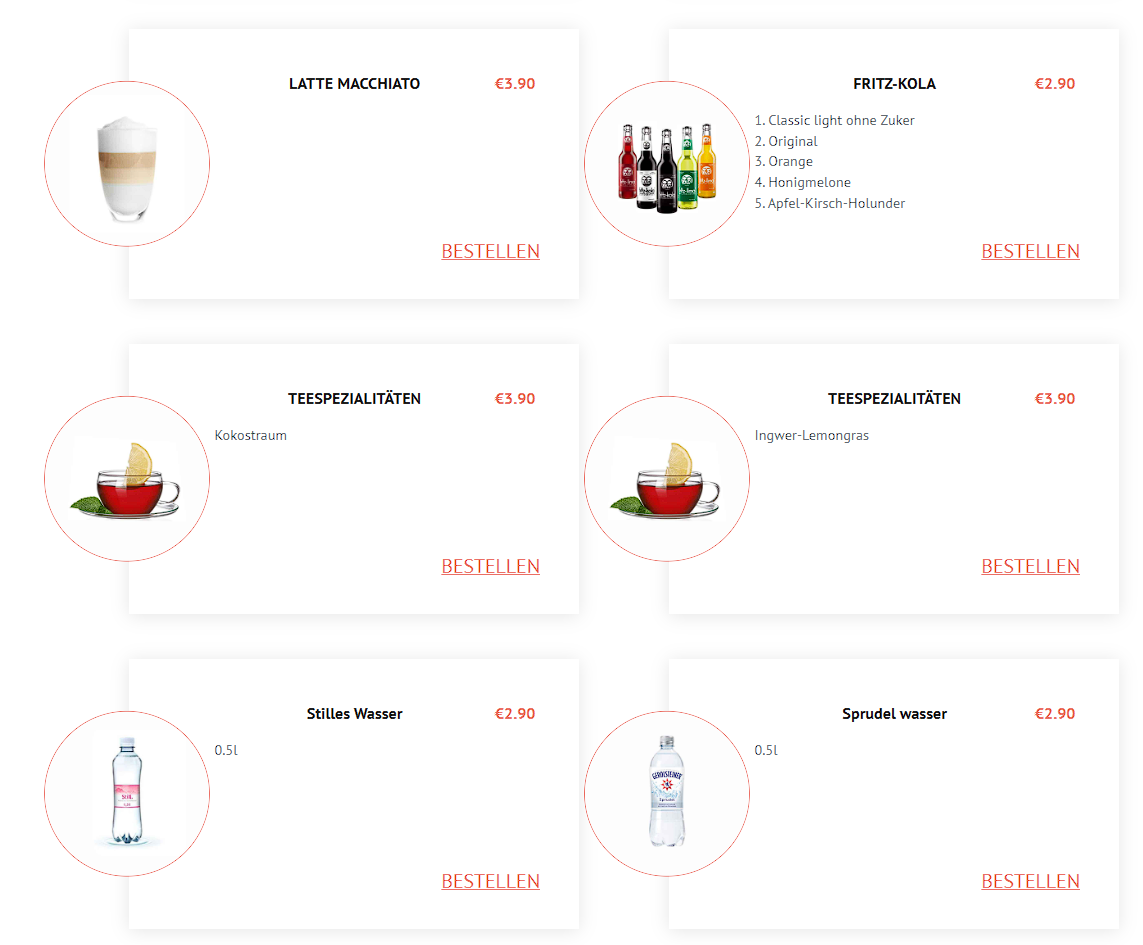 LATTE MACCHIATO €3.90
BESTELLEN
FRITZ-KOLA €2.90
1. Classic light ohne Zuker
2. Original
3. Orange
4. Honigmelone
5. Apfel-Kirsch-Holunder
BESTELLEN
TEESPEZIALITÄTEN €3.90
Kokostraum
BESTELLEN
TEESPEZIALITÄTEN €3.90
Ingwer-Lemongras
BESTELLEN
Stilles Wasser €2.90
0.5l
BESTELLEN
Sprudel wasser €2.90
0.5l
GEROLSTEINER
Sprudel
BESTELLEN